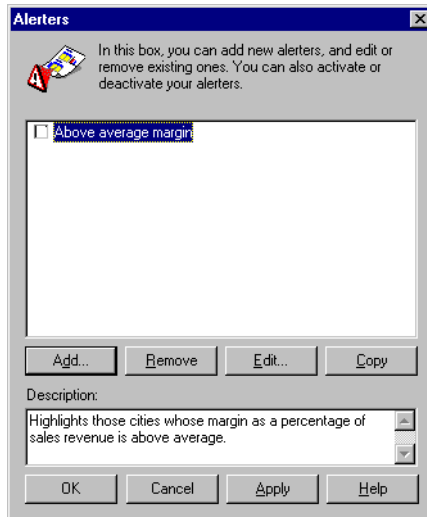 Alerters
In this box, you can add new alerters, and edit or
remove existing ones. You can also activate or
deactivate your alerters.
Above average margin
Add...
Remove
Edit...
Copy
Description:
Highlights those cities whose margin as a percentage of
sales revenue is above average.
OK
Cancel
Apply
Help